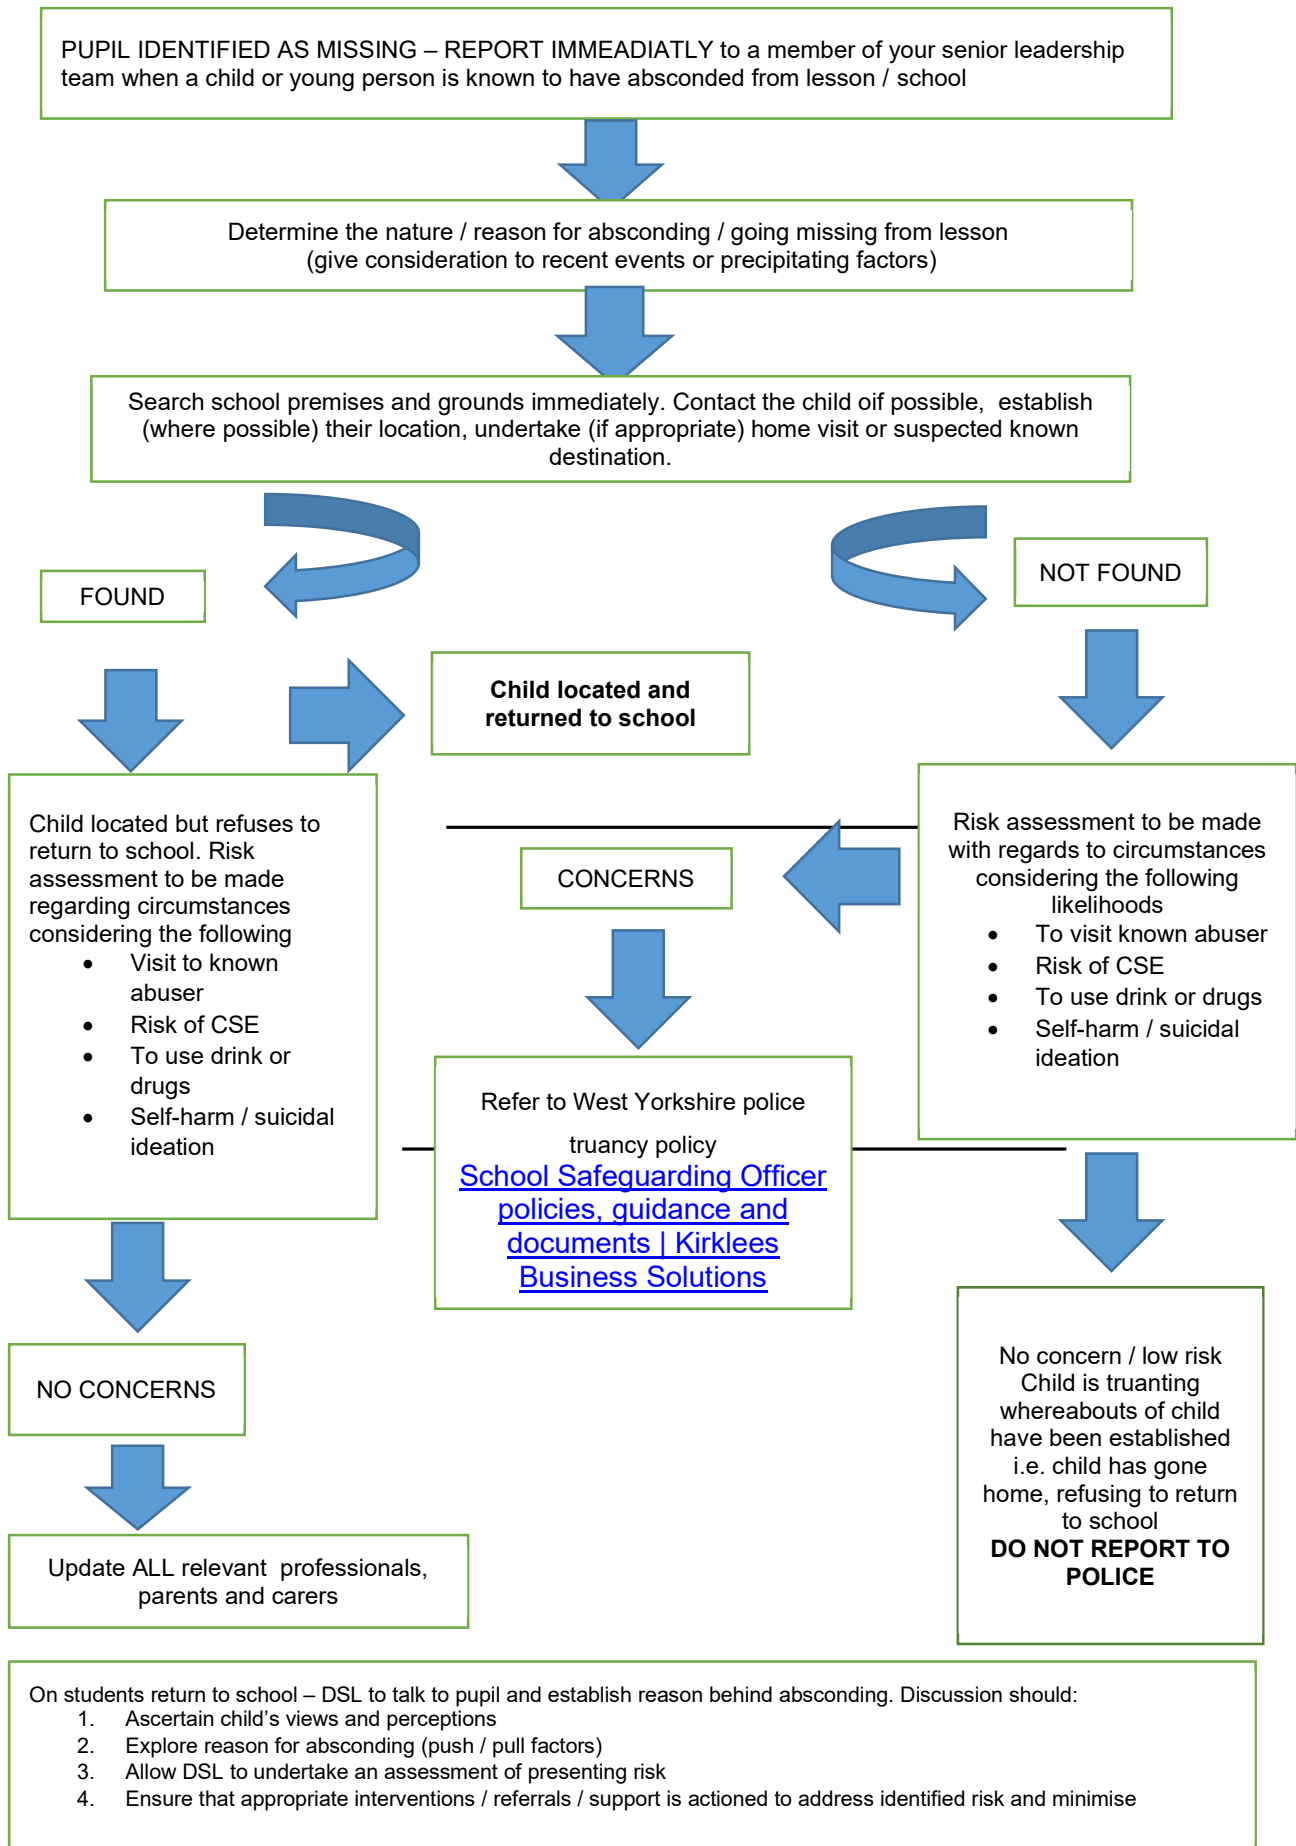 PUPIL IDENTIFIED AS MISSING – REPORT IMMEADIATLY to a member of your senior leadership
team when a child or young person is known to have absconded from lesson / school
Determine the nature / reason for absconding / going missing from lesson
(give consideration to recent events or precipitating factors)
Search school premises and grounds immediately. Contact the child oif possible, establish
(where possible) their location, undertake (if appropriate) home visit or suspected known
destination.
FOUND
NOT FOUND
Child located and
returned to school
Child located but refuses to
return to school. Risk
assessment to be made
regarding circumstances
considering the following
• Visit to known
abuser
• Risk of CSE
• To use drink or
drugs
• Self-harm / suicidal
ideation
CONCERNS
Risk assessment to be made
with regards to circumstances
considering the following
likelihoods
• To visit known abuser
• Risk of CSE
• To use drink or drugs
• Self-harm / suicidal
ideation
Refer to West Yorkshire police
truancy policy
School Safeguarding Officer
policies, guidance and
documents | Kirklees
Business Solutions
NO CONCERNS
No concern / low risk
Child is truanting
whereabouts of child
have been established
i.e. child has gone
home, refusing to return
to school
DO NOT REPORT TO
POLICE
Update ALL relevant professionals,
parents and carers
On students return to school – DSL to talk to pupil and establish reason behind absconding. Discussion should:
1. Ascertain child’s views and perceptions
2. Explore reason for absconding (push / pull factors)
3. Allow DSL to undertake an assessment of presenting risk
4. Ensure that appropriate interventions / referrals / support is actioned to address identified risk and minimise